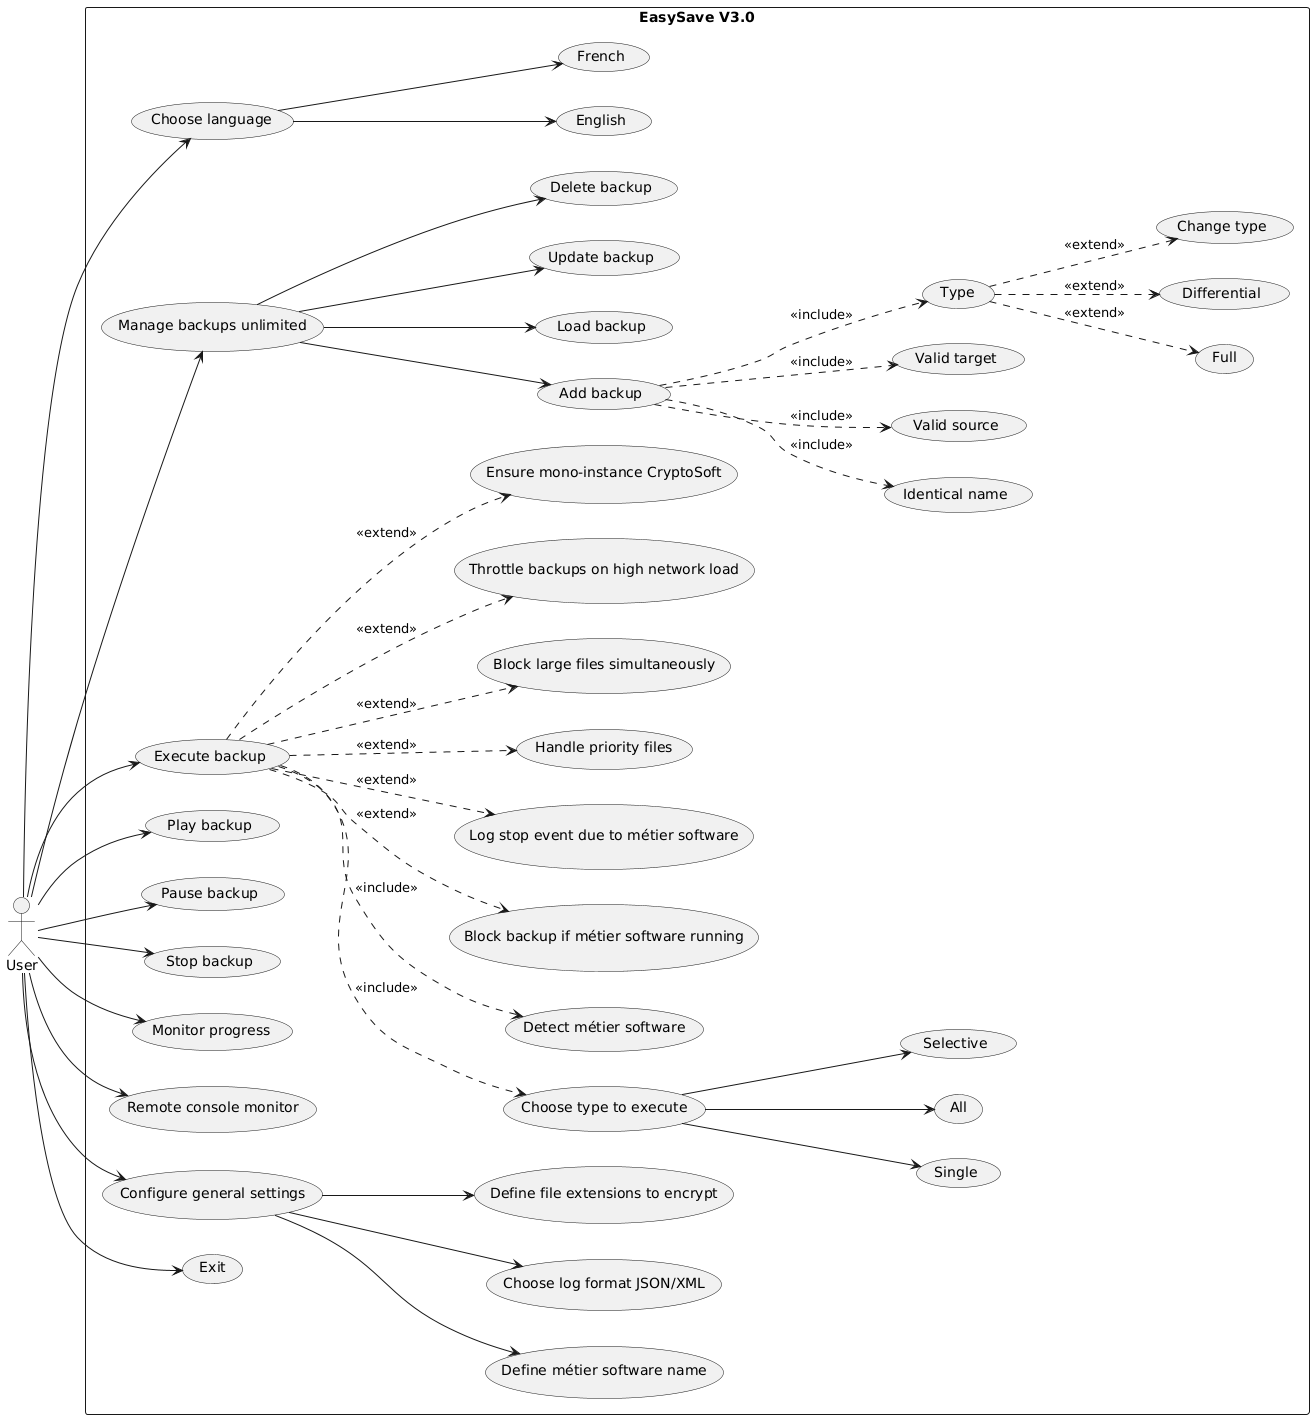 EasySave V3.0
French
Choose language
English
Delete backup
Change type
«extend»
Update backup
Type
«extend»
Differential
«extend»
«include»
Manage backups unlimited
Load backup
Full
Valid target
«include»
Add backup
«include»
Valid source
«include»
Ensure mono-instance CryptoSoft
Identical name
«extend»
Throttle backups on high network load
«extend»
Block large files simultaneously
«extend»
«extend»
Handle priority files
Execute backup
«extend»
«extend»
Play backup
Log stop event due to métier software
«include»
Pause backup
Block backup if métier software running
Stop backup
User
«include»
Monitor progress
Detect métier software
Selective
Remote console monitor
Choose type to execute
All
Single
Configure general settings
Define file extensions to encrypt
Exit
Choose log format JSON/XML
Define métier software name